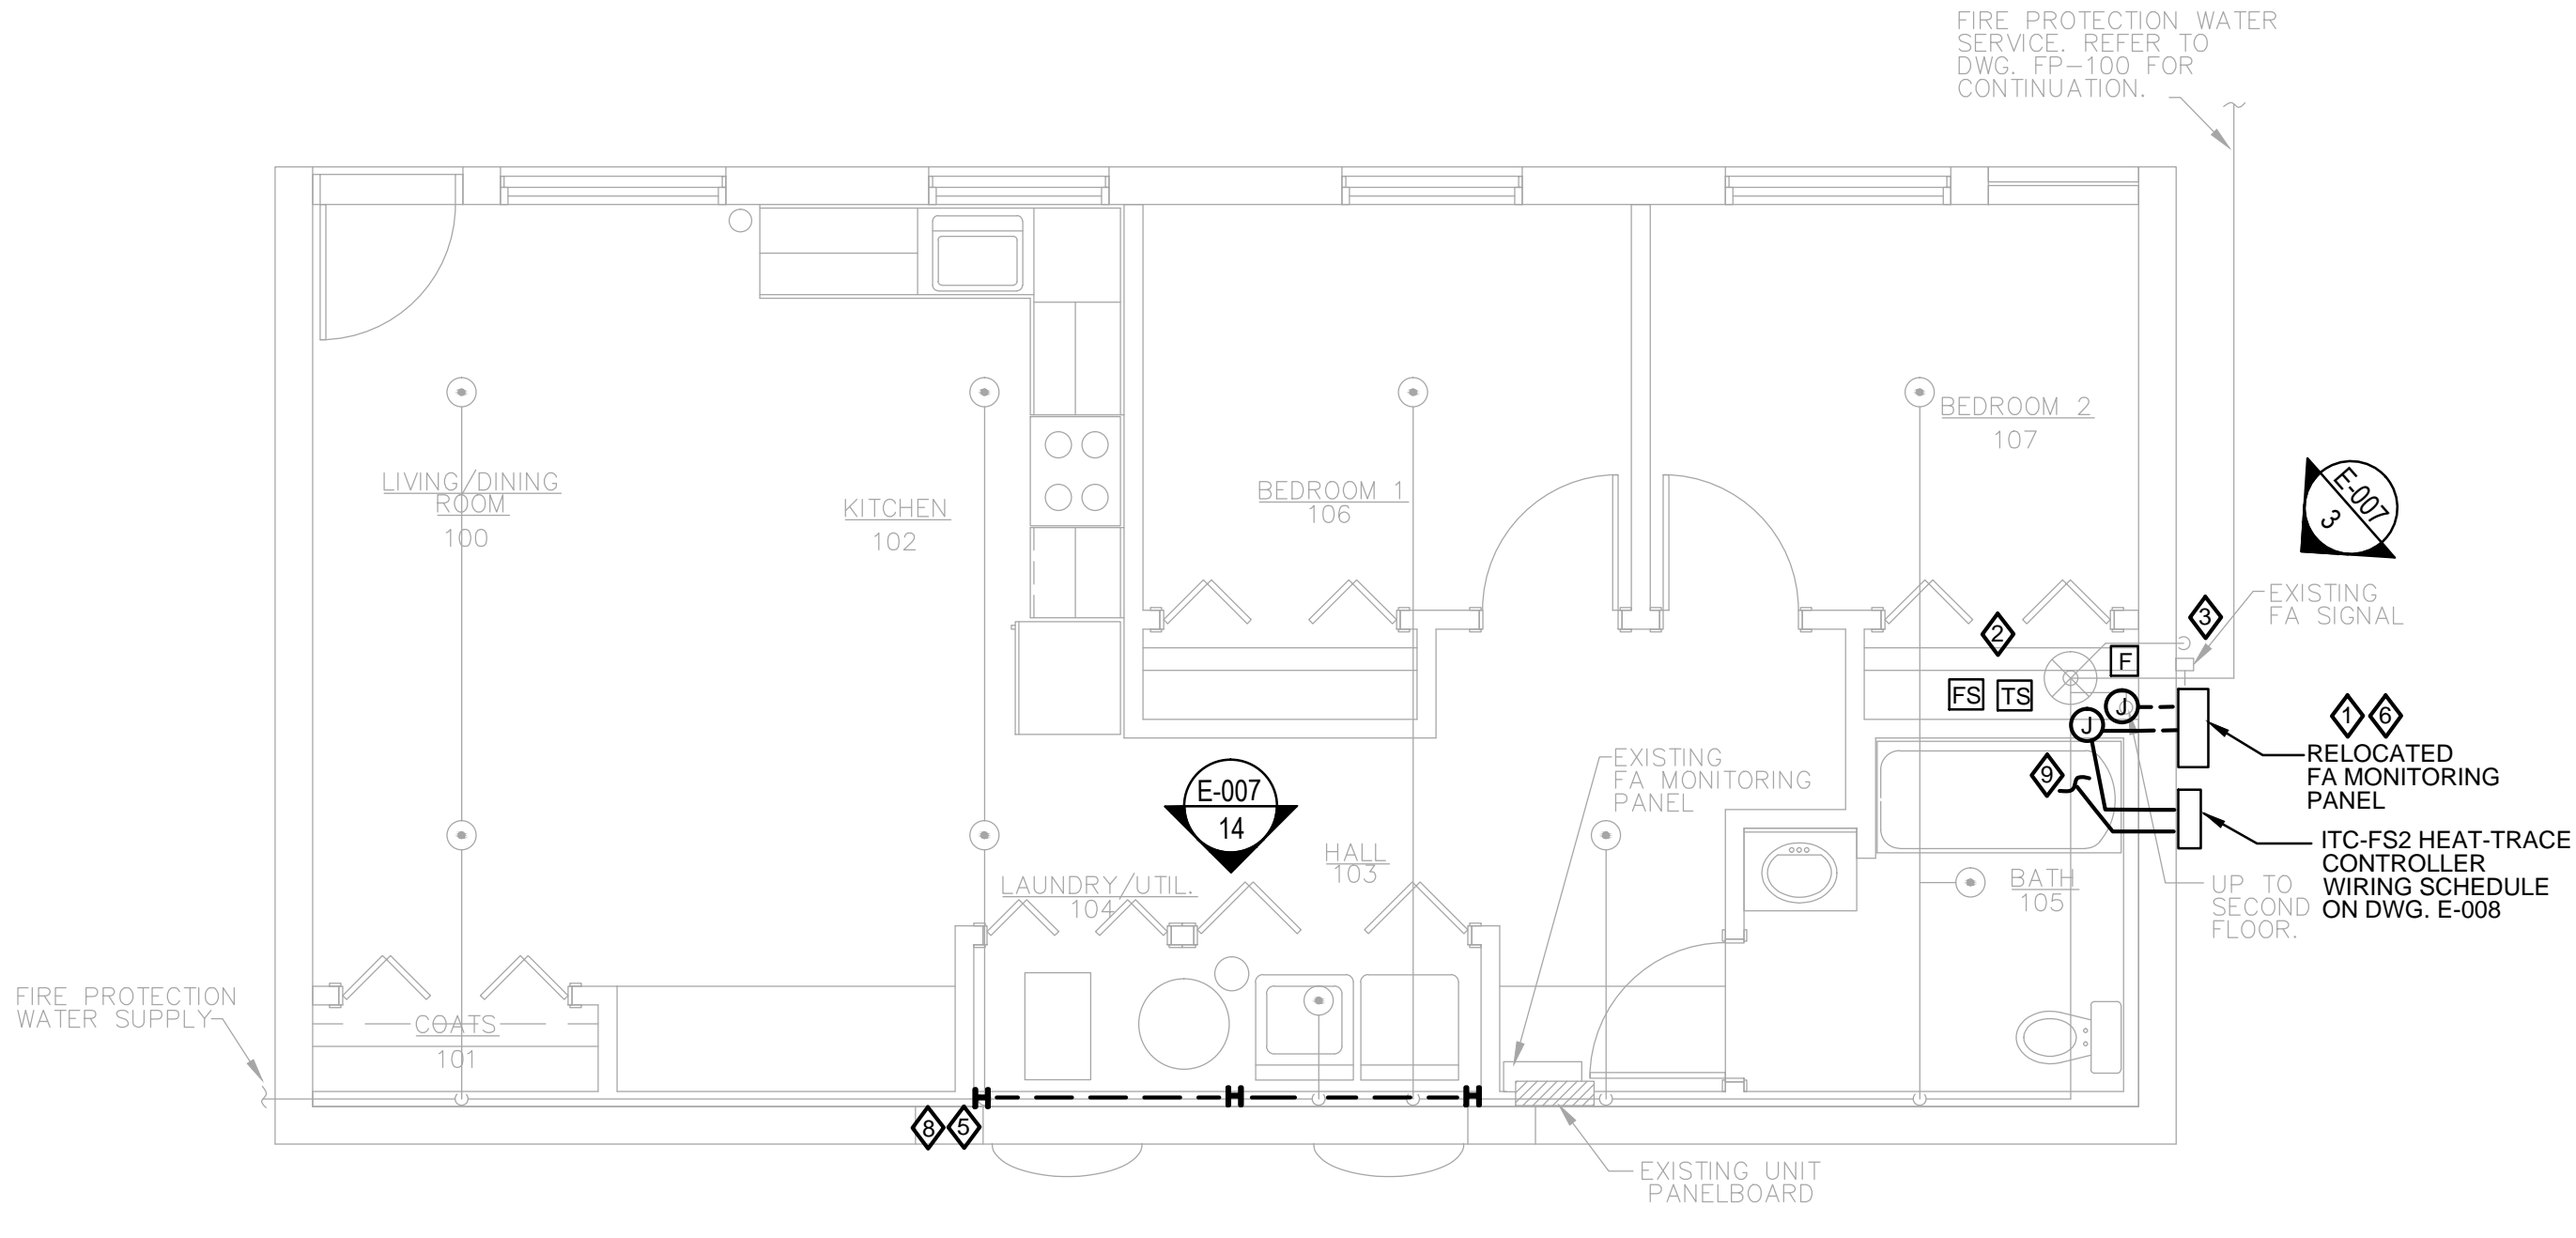 FIRE PROTECTION WATER
SERVICE. REFER TO
DWG. FP-100 FOR
CONTINUATION.
BEDROOM 2
107
LIVING/DINING
ROOM
100
KITCHEN
102
BEDROOM 1
106
E-007
3
EXISTING
FA SIGNAL
3
2
F
FS
TS
J
J
1
6
RELOCATED
FA MONITORING
PANEL
EXISTING
FA MONITORING
PANEL
9
E-007
14
ITC-FS2 HEAT-TRACE
CONTROLLER
WIRING SCHEDULE
ON DWG. E-008
HALL
103
LAUNDRY/UTIL.
104
BATH
105
UP TO
SECOND
FLOOR.
FIRE PROTECTION
WATER SUPPLY
COATS
101
H
H
H
8
5
EXISTING UNIT
PANELBOARD